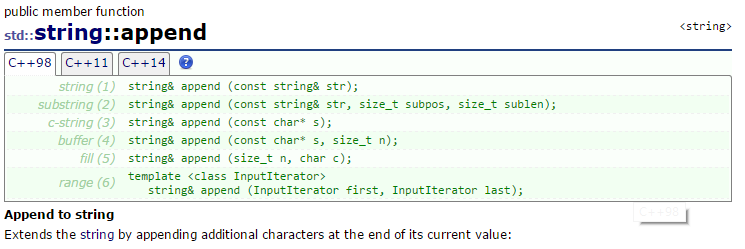 public member function
std::string::append
<string>
C++98 C++11 C++14 ?
string (1) string& append (const string& str);
substring (2) string& append (const string& str, size_t subpos, size_t sublen);
c-string (3) string& append (const char* s);
buffer (4) string& append (const char* s, size_t n);
fill (5) string& append (size_t n, char c);
range (6) template <class InputIterator>
string& append (InputIterator first, InputIterator last);
C++98
Append to string
Extends the string by appending additional characters at the end of its current value: